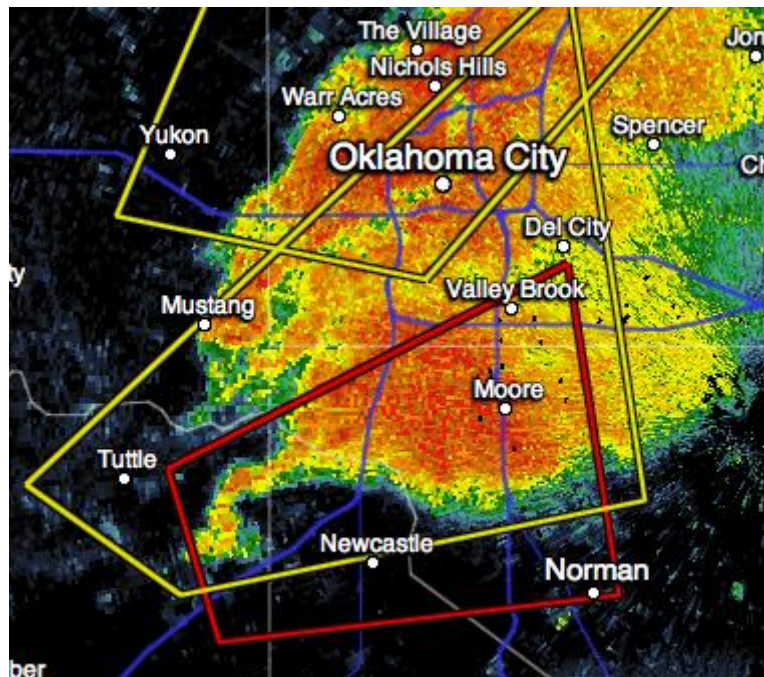 The Village
Jon
Nichols Hills
Warr Acres
Yukon
Spencer
Oklahoma City
Ch
Del City
ty
Valley Brook
Mustang
Moore
Tuttle
Newcastle
Norman
ber